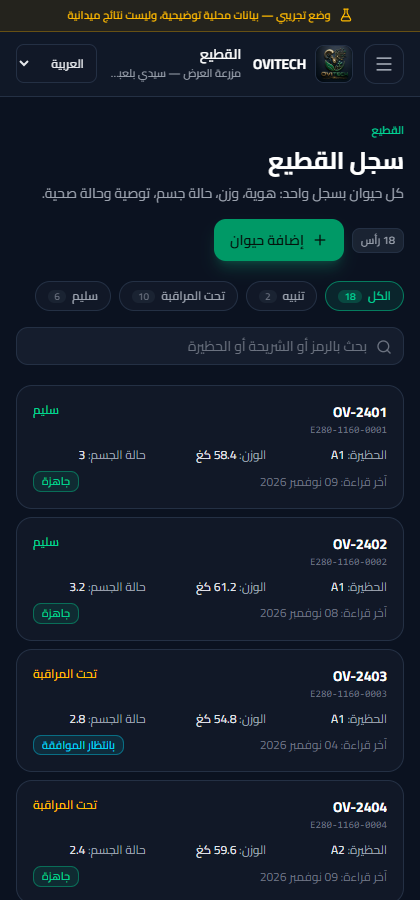 وضع تجريبي — بيانات محلية توضيحية، وليست نتائج ميدانية
OVITECH
القطيع
مزرعة العرض — سيدي بلعبـ...
العربية
القطيع
سجل القطيع
كل حيوان بسجل واحد: هوية، وزن، حالة جسم، توصية وحالة صحية.
18 رأس
إضافة حيوان
الكل 18
تنبيه 2
تحت المراقبة 10
سليم 6
بحث بالرمز أو الشريحة أو الحظيرة
OV-2401 سليم
E280-1160-0001
الحظيرة: A1 الوزن: 58.4 كغ حالة الجسم: 3
آخر قراءة: 09 نوفمبر 2026 جاهزة
OV-2402 سليم
E280-1160-0002
الحظيرة: A1 الوزن: 61.2 كغ حالة الجسم: 3.2
آخر قراءة: 08 نوفمبر 2026 جاهزة
OV-2403 تحت المراقبة
E280-1160-0003
الحظيرة: A1 الوزن: 54.8 كغ حالة الجسم: 2.8
آخر قراءة: 04 نوفمبر 2026 بانتظار الموافقة
OV-2404 تحت المراقبة
E280-1160-0004
الحظيرة: A2 الوزن: 59.6 كغ حالة الجسم: 2.4
آخر قراءة: 09 نوفمبر 2026 جاهزة